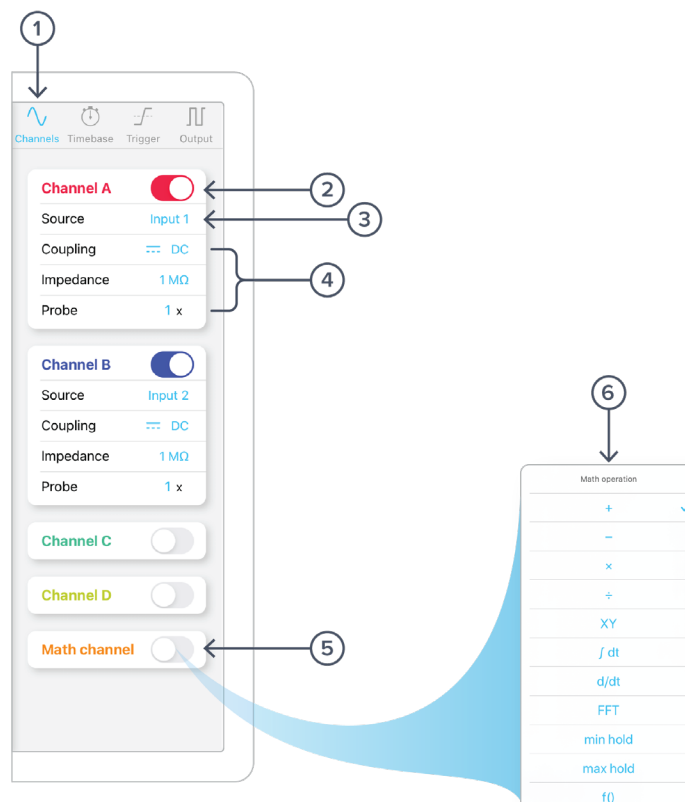 1
Channels Timebase Trigger Output
Channel A
2
Source Input 1
3
Coupling DC
4
Impedance 1 MΩ
Probe 1 x
Channel B
Source Input 2
Coupling DC
Impedance 1 MΩ
Probe 1 x
Channel C
Channel D
Math channel
5
6
Math operation
+
−
×
÷
XY
∫ dt
d/dt
FFT
min hold
max hold
f()